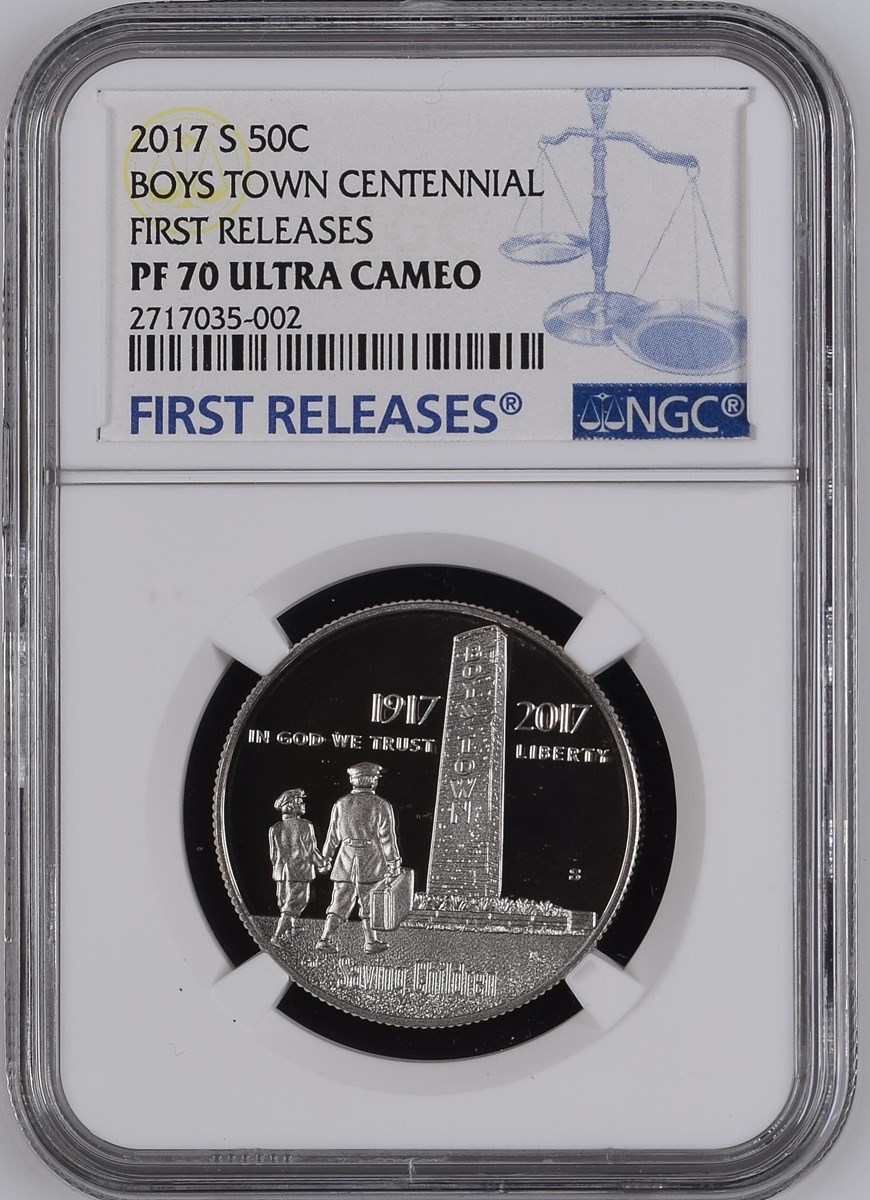 2017 S 50C
BOYS TOWN CENTENNIAL
FIRST RELEASES
PF 70 ULTRA CAMEO
2717035-002
FIRST RELEASES®
NGC®
1917 2017
IN GOD WE TRUST LIBERTY
BOYS TOWN
S
Saving Children